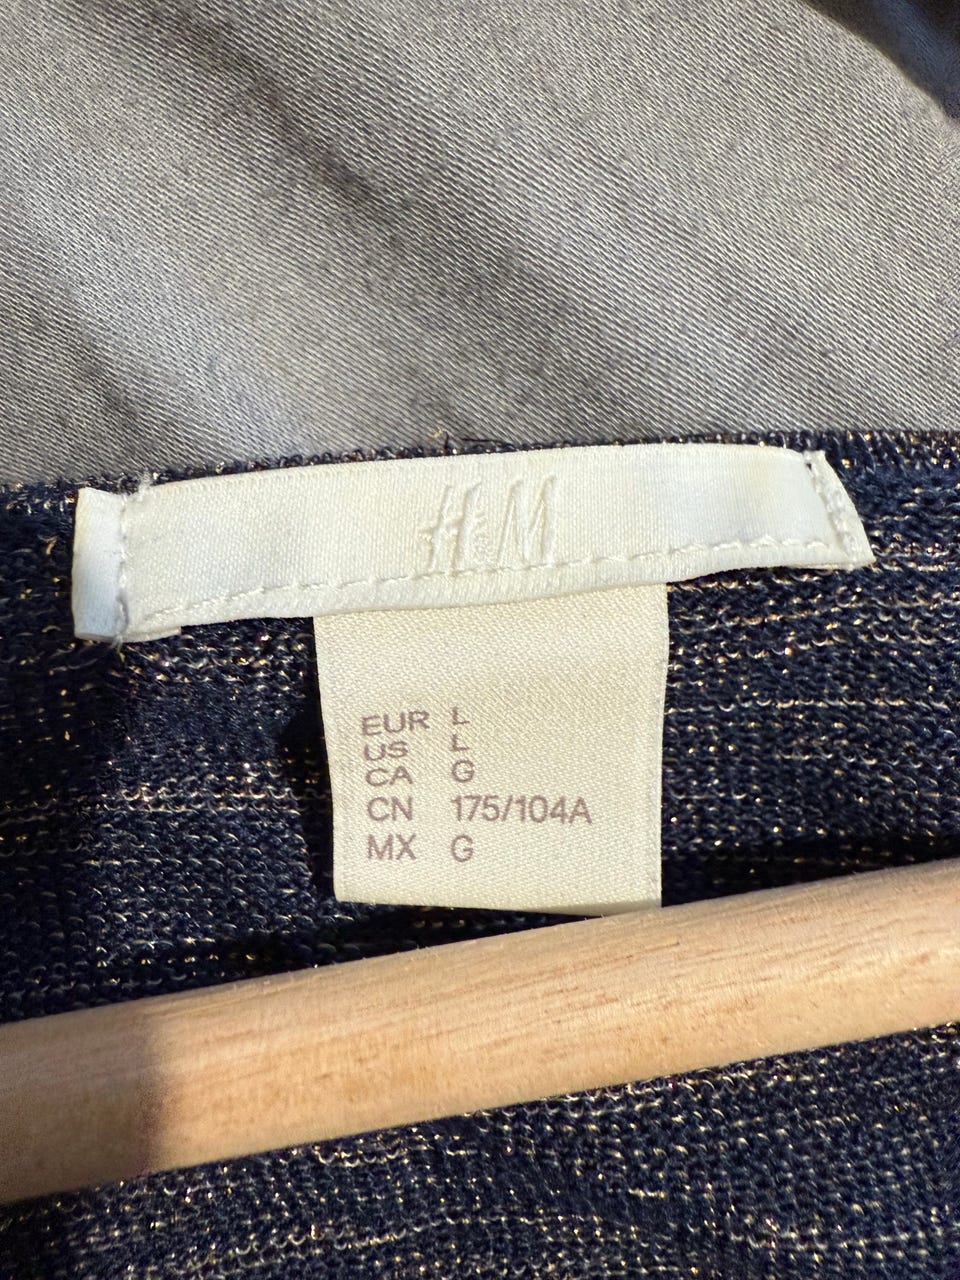 H&M
EUR L
US L
CA G
CN 175/104A
MX G